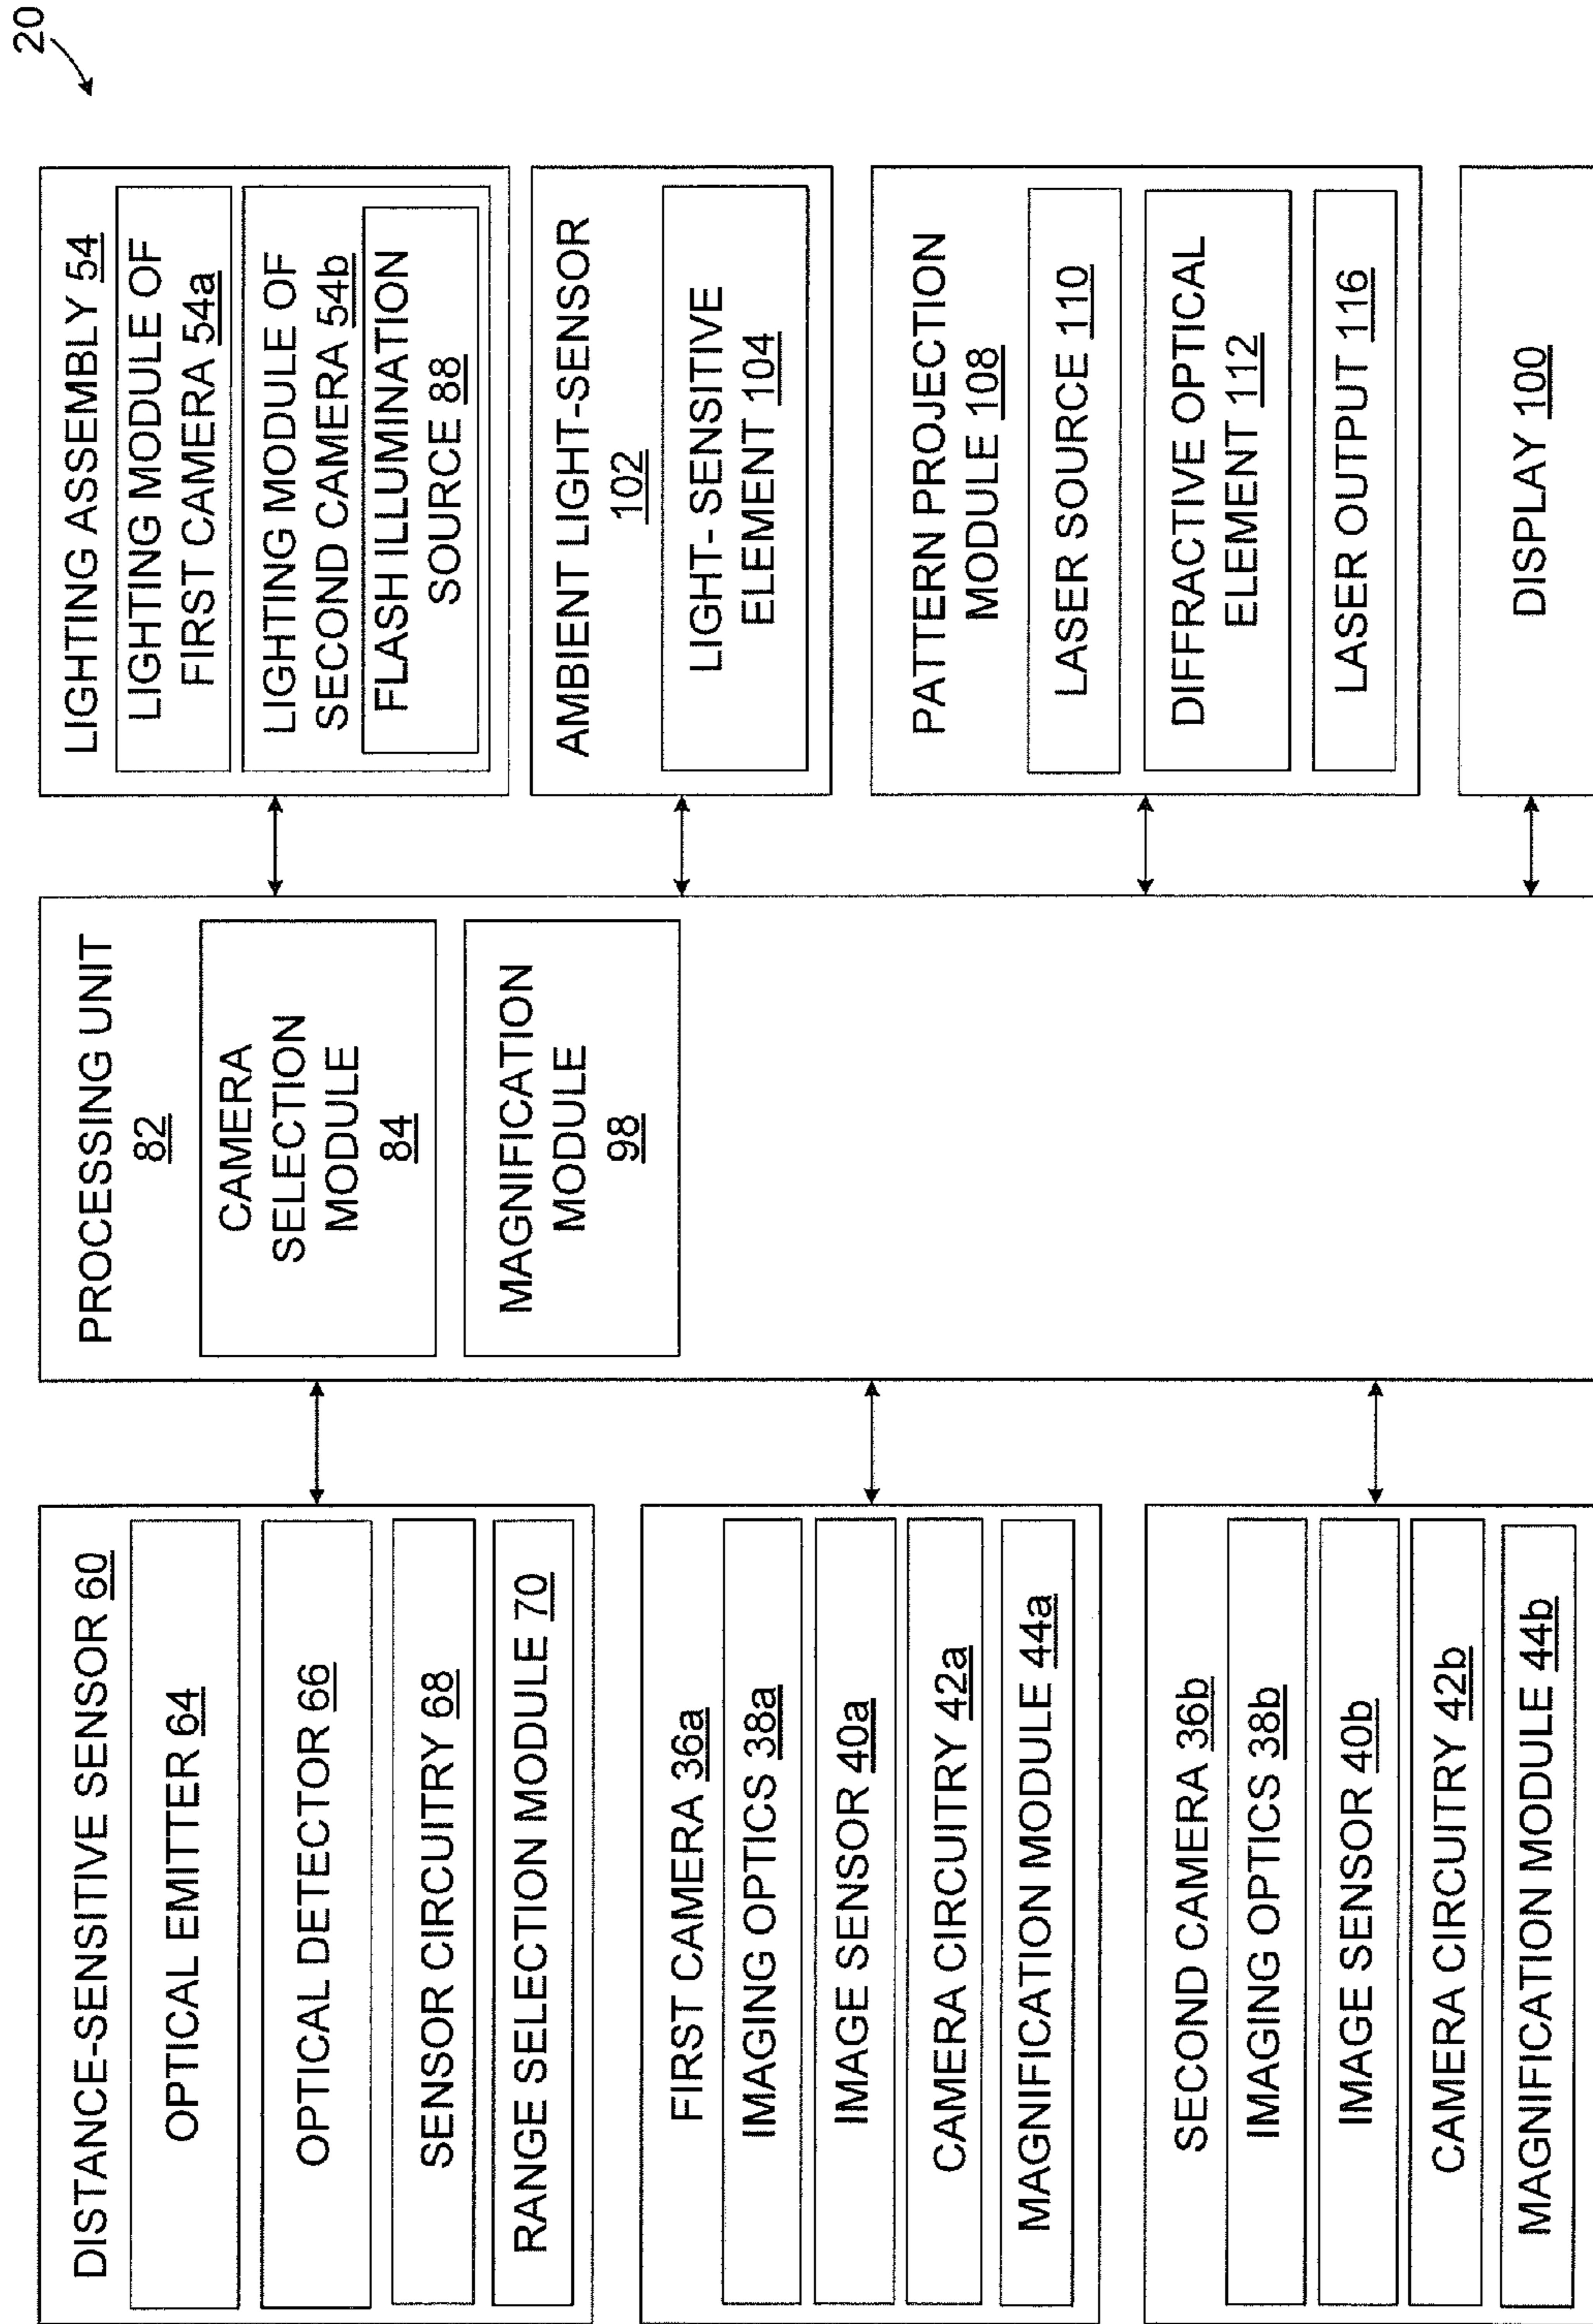 20
DISTANCE-SENSITIVE SENSOR 60
OPTICAL EMITTER 64
OPTICAL DETECTOR 66
SENSOR CIRCUITRY 68
RANGE SELECTION MODULE 70
FIRST CAMERA 36a
IMAGING OPTICS 38a
IMAGE SENSOR 40a
CAMERA CIRCUITRY 42a
MAGNIFICATION MODULE 44a
SECOND CAMERA 36b
IMAGING OPTICS 38b
IMAGE SENSOR 40b
CAMERA CIRCUITRY 42b
MAGNIFICATION MODULE 44b
PROCESSING UNIT
82
CAMERA
SELECTION
MODULE
84
MAGNIFICATION
MODULE
98
LIGHTING ASSEMBLY 54
LIGHTING MODULE OF
FIRST CAMERA 54a
LIGHTING MODULE OF
SECOND CAMERA 54b
FLASH ILLUMINATION
SOURCE 88
AMBIENT LIGHT-SENSOR
102
LIGHT- SENSITIVE
ELEMENT 104
PATTERN PROJECTION
MODULE 108
LASER SOURCE 110
DIFFRACTIVE OPTICAL
ELEMENT 112
LASER OUTPUT 116
DISPLAY 100